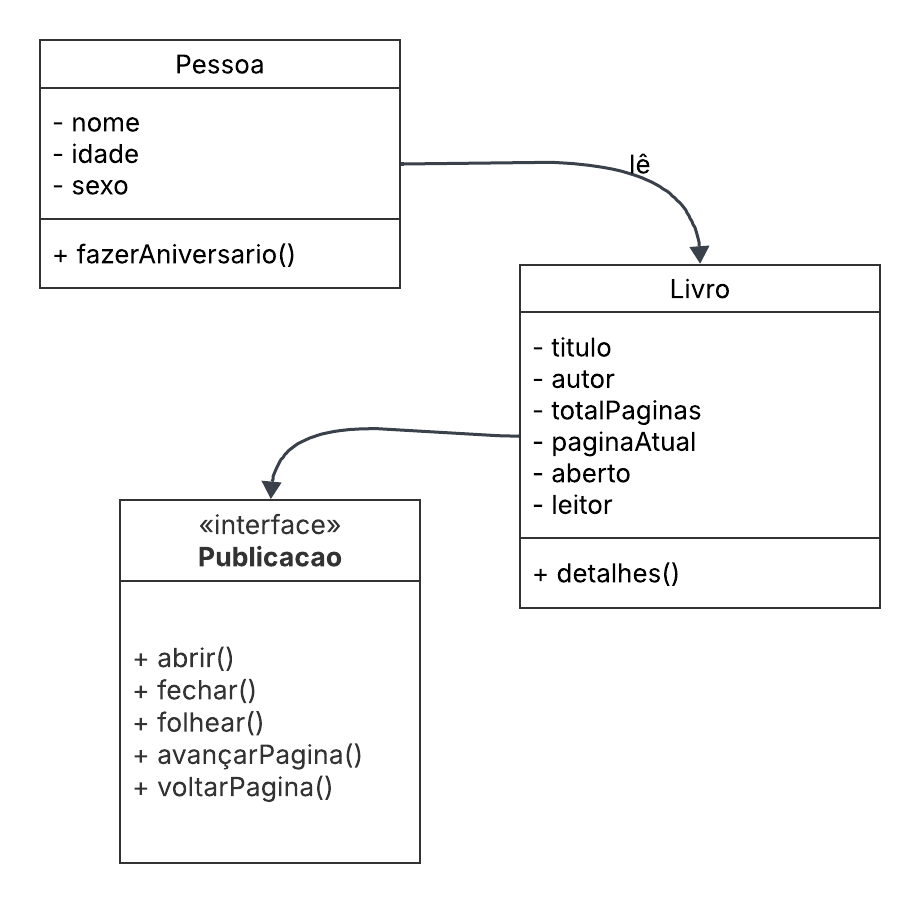 Pessoa
- nome
- idade
- sexo
+ fazerAniversario()
lê
Livro
- titulo
- autor
- totalPaginas
- paginaAtual
- aberto
- leitor
+ detalhes()
«interface»
Publicacao
+ abrir()
+ fechar()
+ folhear()
+ avançarPagina()
+ voltarPagina()